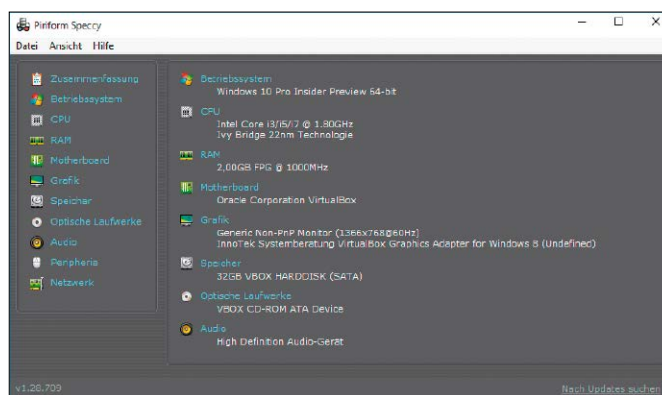 Piriform Speccy
Datei Ansicht Hilfe
Zusammenfassung
Betriebssystem
CPU
RAM
Motherboard
Grafik
Speicher
Optische Laufwerke
Audio
Peripherie
Netzwerk
Betriebssystem
Windows 10 Pro Insider Preview 64-bit
CPU
Intel Core i3/i5/i7 @ 1.80GHz
Ivy Bridge 22nm Technologie
RAM
2,00GB FPG @ 1000MHz
Motherboard
Oracle Corporation VirtualBox
Grafik
Generic Non-PnP Monitor (1366x768@60Hz)
InnoTek Systemberatung VirtualBox Graphics Adapter for Windows 8 (Undefined)
Speicher
32GB VBOX HARDDISK (SATA)
Optische Laufwerke
VBOX CD-ROM ATA Device
Audio
High Definition Audio-Gerät
v1.28.709
Nach Updates suchen